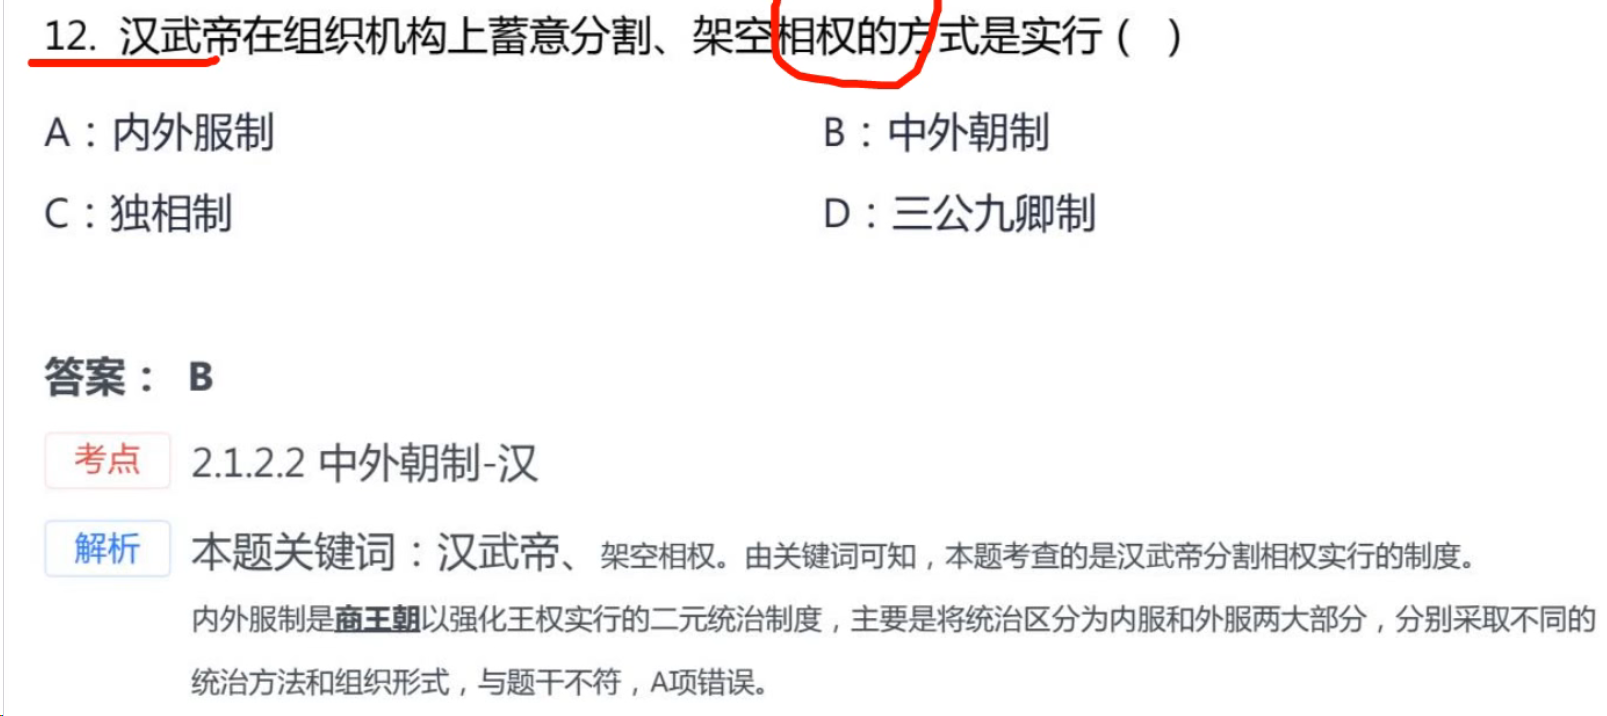 12. 汉武帝在组织机构上蓄意分割、架空相权的方式是实行（ ）
A：内外服制
B：中外朝制
C：独相制
D：三公九卿制
答案： B
考点 2.1.2.2 中外朝制-汉
解析 本题关键词：汉武帝、架空相权。由关键词可知，本题考查的是汉武帝分割相权实行的制度。
内外服制是商王朝以强化王权实行的二元统治制度，主要是将统治区分为内服和外服两大部分，分别采取不同的
统治方法和组织形式，与题干不符，A项错误。